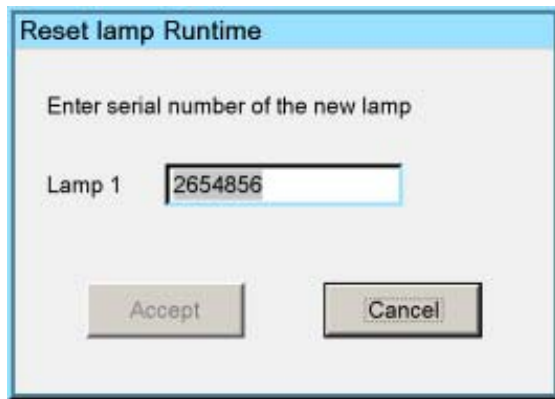 Reset lamp Runtime
Enter serial number of the new lamp
Lamp 1 2654856
Accept Cancel